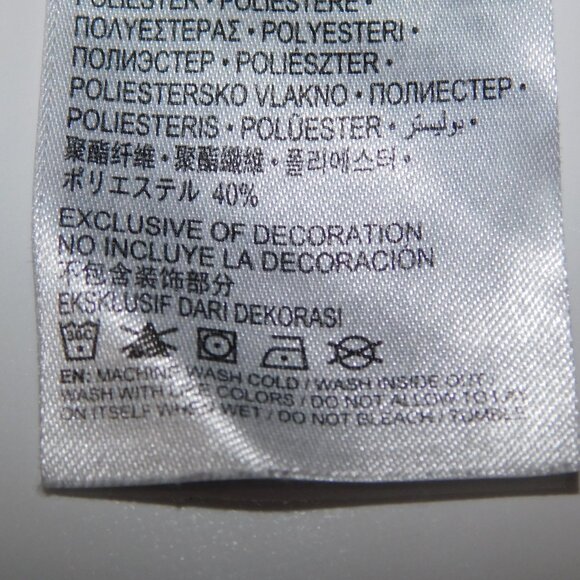 POLIESTER • POLIESTERE •
ΠΟΛΥΕΣΤΕΡΑΣ • POLYESTERI •
ПОЛИЭСТЕР • POLIÉSZTER •
POLIESTERSKO VLAKNO • ПОЛИЕСТЕР •
POLIESTERIS • POLÜESTER • بوليستر •
聚酯纤维 • 聚酯纖維 • 폴리에스터 •
ポリエステル 40%
EXCLUSIVE OF DECORATION
NO INCLUYE LA DECORACIÓN
不包含装饰部分
EKSKLUSIF DARI DEKORASI
EN: MACHINE WASH COLD / WASH INSIDE OUT /
WASH WITH LIKE COLORS / DO NOT ALLOW TO LAY
ON ITSELF WHEN WET / DO NOT BLEACH / TUMBLE